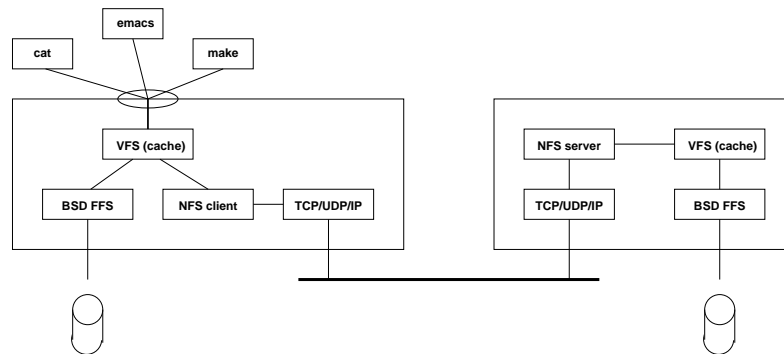 emacs
cat
make
VFS (cache)
NFS server
VFS (cache)
BSD FFS
NFS client
TCP/UDP/IP
TCP/UDP/IP
BSD FFS